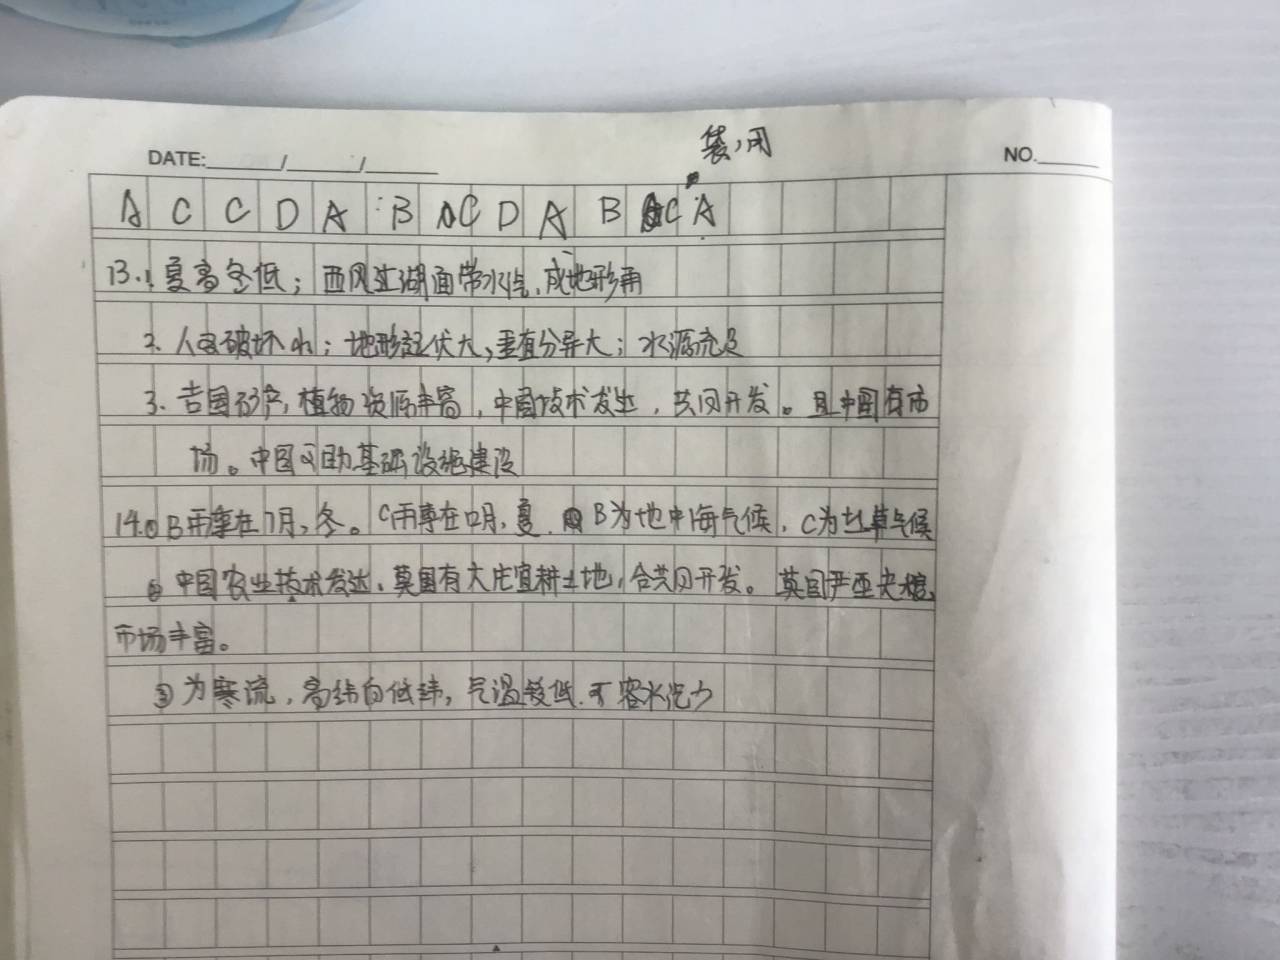 DATE: / /
NO.
A C C D A B C D A B C A
13.1 夏高冬低；西风过湖面带水汽，成地形雨
2. 人为破坏小；地形起伏大，垂直分异大；水源充足
3. 吉国矿产，植物资源丰富，中国技术发达，共同开发。且中国有市
场。中国可助基础设施建设
14.① B雨季在7月，冬。C雨季在12月，夏. B为地中海气候，C为热草气候
② 中国农业技术发达，莫国有大片宜耕土地，合共同开发。莫国严重缺粮，
市场丰富。
③ 为寒流，高纬向低纬，气温较低.可容水汽少